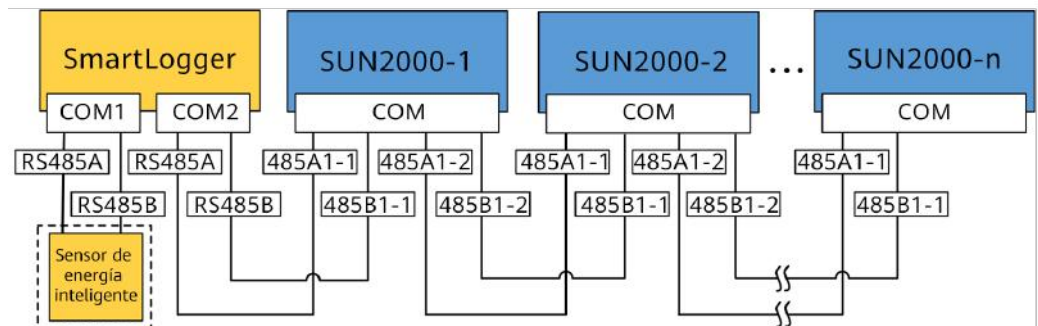 SmartLogger
SUN2000-1
SUN2000-2
...
SUN2000-n
COM1
COM2
COM
COM
COM
RS485A
RS485A
485A1-1
485A1-2
485A1-1
485A1-2
485A1-1
RS485B
RS485B
485B1-1
485B1-2
485B1-1
485B1-2
485B1-1
Sensor de
energía
inteligente